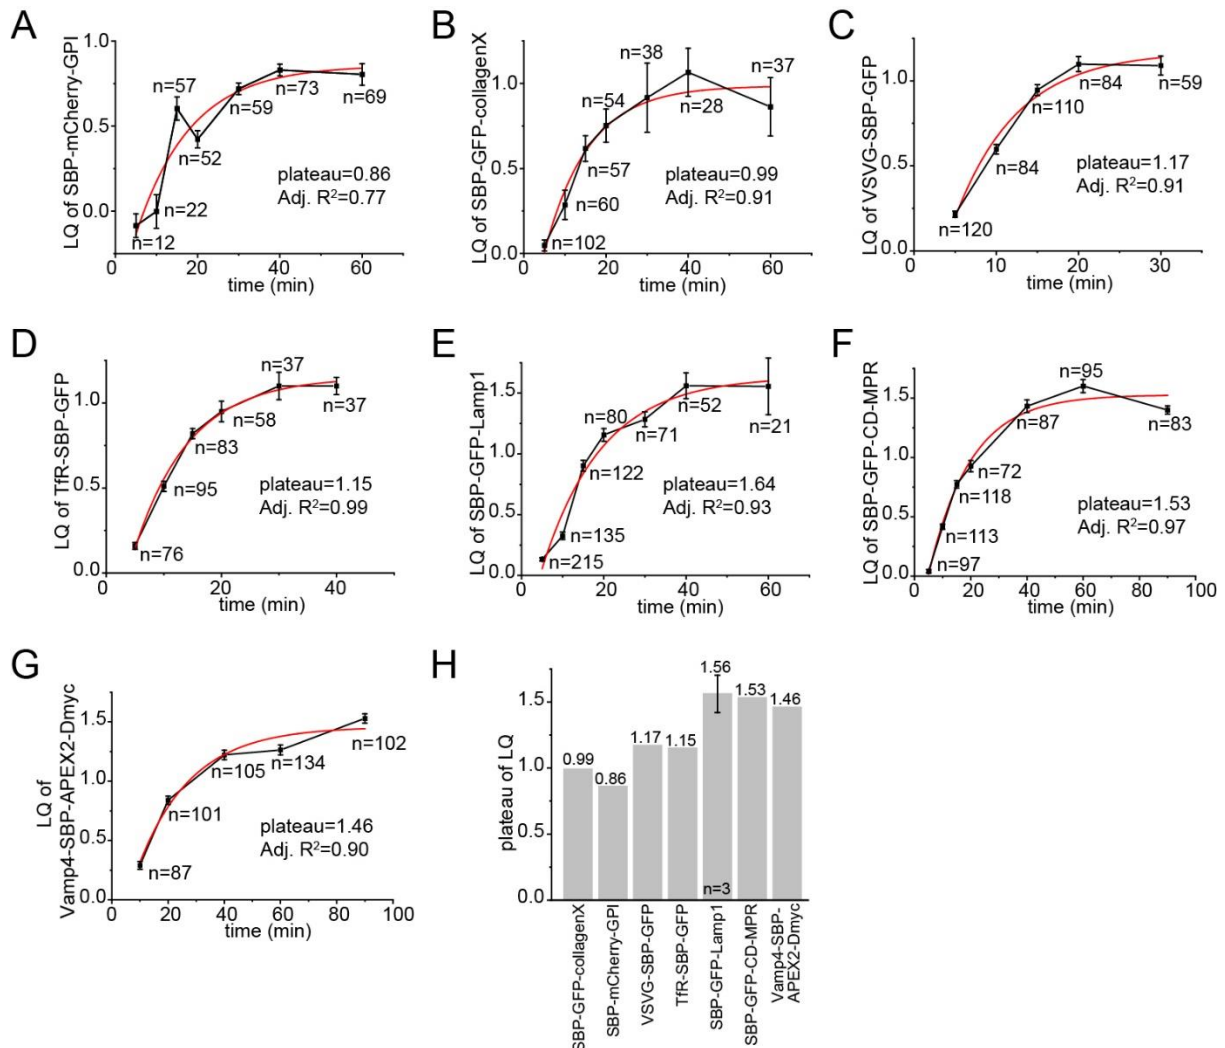 A
LQ of SBP-mCherry-GPI
1.0
0.5
0.0
0
20
40
60
time (min)
n=57
n=73
n=59
n=69
n=52
n=22
n=12
plateau=0.86
Adj. R²=0.77
B
LQ of SBP-GFP-collagenX
1.0
0.5
0.0
0
20
40
60
time (min)
n=38
n=37
n=54
n=28
n=57
n=60
n=102
plateau=0.99
Adj. R²=0.91
C
LQ of VSVG-SBP-GFP
1.0
0.5
0.0
0
10
20
30
time (min)
n=84
n=59
n=110
n=84
n=120
plateau=1.17
Adj. R²=0.91
D
LQ of TfR-SBP-GFP
1.0
0.5
0.0
0
20
40
time (min)
n=37
n=37
n=58
n=83
n=95
n=76
plateau=1.15
Adj. R²=0.99
E
LQ of SBP-GFP-Lamp1
1.5
1.0
0.5
0.0
0
20
40
60
time (min)
n=80
n=52
n=21
n=71
n=122
n=135
n=215
plateau=1.64
Adj. R²=0.93
F
LQ of SBP-GFP-CD-MPR
1.5
1.0
0.5
0.0
0
20
40
60
80
100
time (min)
n=95
n=87
n=83
n=72
n=118
n=113
n=97
plateau=1.53
Adj. R²=0.97
G
LQ of
Vamp4-SBP-APEX2-Dmyc
1.5
1.0
0.5
0.0
0
20
40
60
80
100
time (min)
n=102
n=105
n=134
n=101
n=87
plateau=1.46
Adj. R²=0.90
H
plateau of LQ
1.5
1.0
0.5
0.0
0.99
0.86
1.17
1.15
1.56
1.53
1.46
n=3
SBP-GFP-collagenX
SBP-mCherry-GPI
VSVG-SBP-GFP
TfR-SBP-GFP
SBP-GFP-Lamp1
SBP-GFP-CD-MPR
Vamp4-SBP-
APEX2-Dmyc